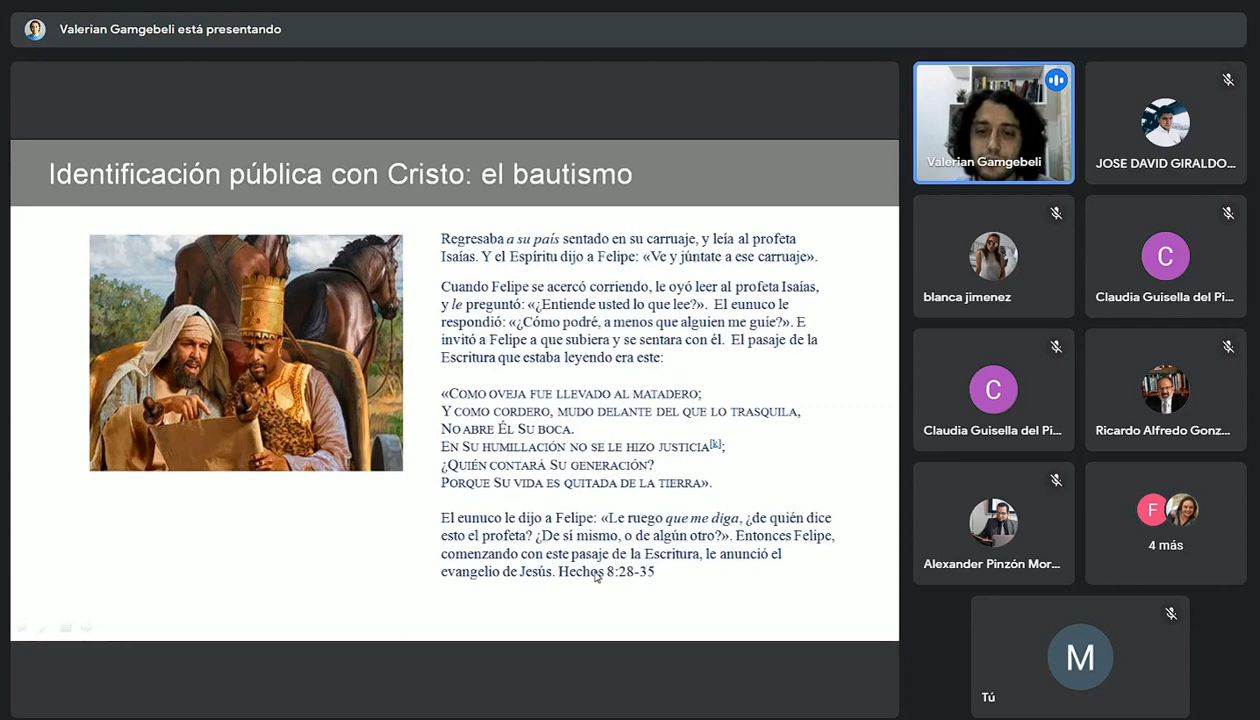 Valerian Gamgebeli está presentando
Identificación pública con Cristo: el bautismo
Regresaba a su país sentado en su carruaje, y leía al profeta
Isaías. Y el Espíritu dijo a Felipe: «Ve y júntate a ese carruaje».
Cuando Felipe se acercó corriendo, le oyó leer al profeta Isaías,
y le preguntó: «¿Entiende usted lo que lee?». El eunuco le
respondió: «¿Cómo podré, a menos que alguien me guíe?». E
invitó a Felipe a que subiera y se sentara con él. El pasaje de la
Escritura que estaba leyendo era este:
«COMO OVEJA FUE LLEVADO AL MATADERO;
Y COMO CORDERO, MUDO DELANTE DEL QUE LO TRASQUILA,
NO ABRE ÉL SU BOCA.
EN SU HUMILLACIÓN NO SE LE HIZO JUSTICIA[k];
¿QUIÉN CONTARÁ SU GENERACIÓN?
PORQUE SU VIDA ES QUITADA DE LA TIERRA».
El eunuco le dijo a Felipe: «Le ruego que me diga, ¿de quién dice
esto el profeta? ¿De sí mismo, o de algún otro?». Entonces Felipe,
comenzando con este pasaje de la Escritura, le anunció el
evangelio de Jesús. Hechos 8:28-35
Valerian Gamgebeli
JOSE DAVID GIRALDO...
blanca jimenez
C
Claudia Guisella del Pi...
C
Claudia Guisella del Pi...
Ricardo Alfredo Gonz...
Alexander Pinzón Mor...
F
4 más
M
Tú